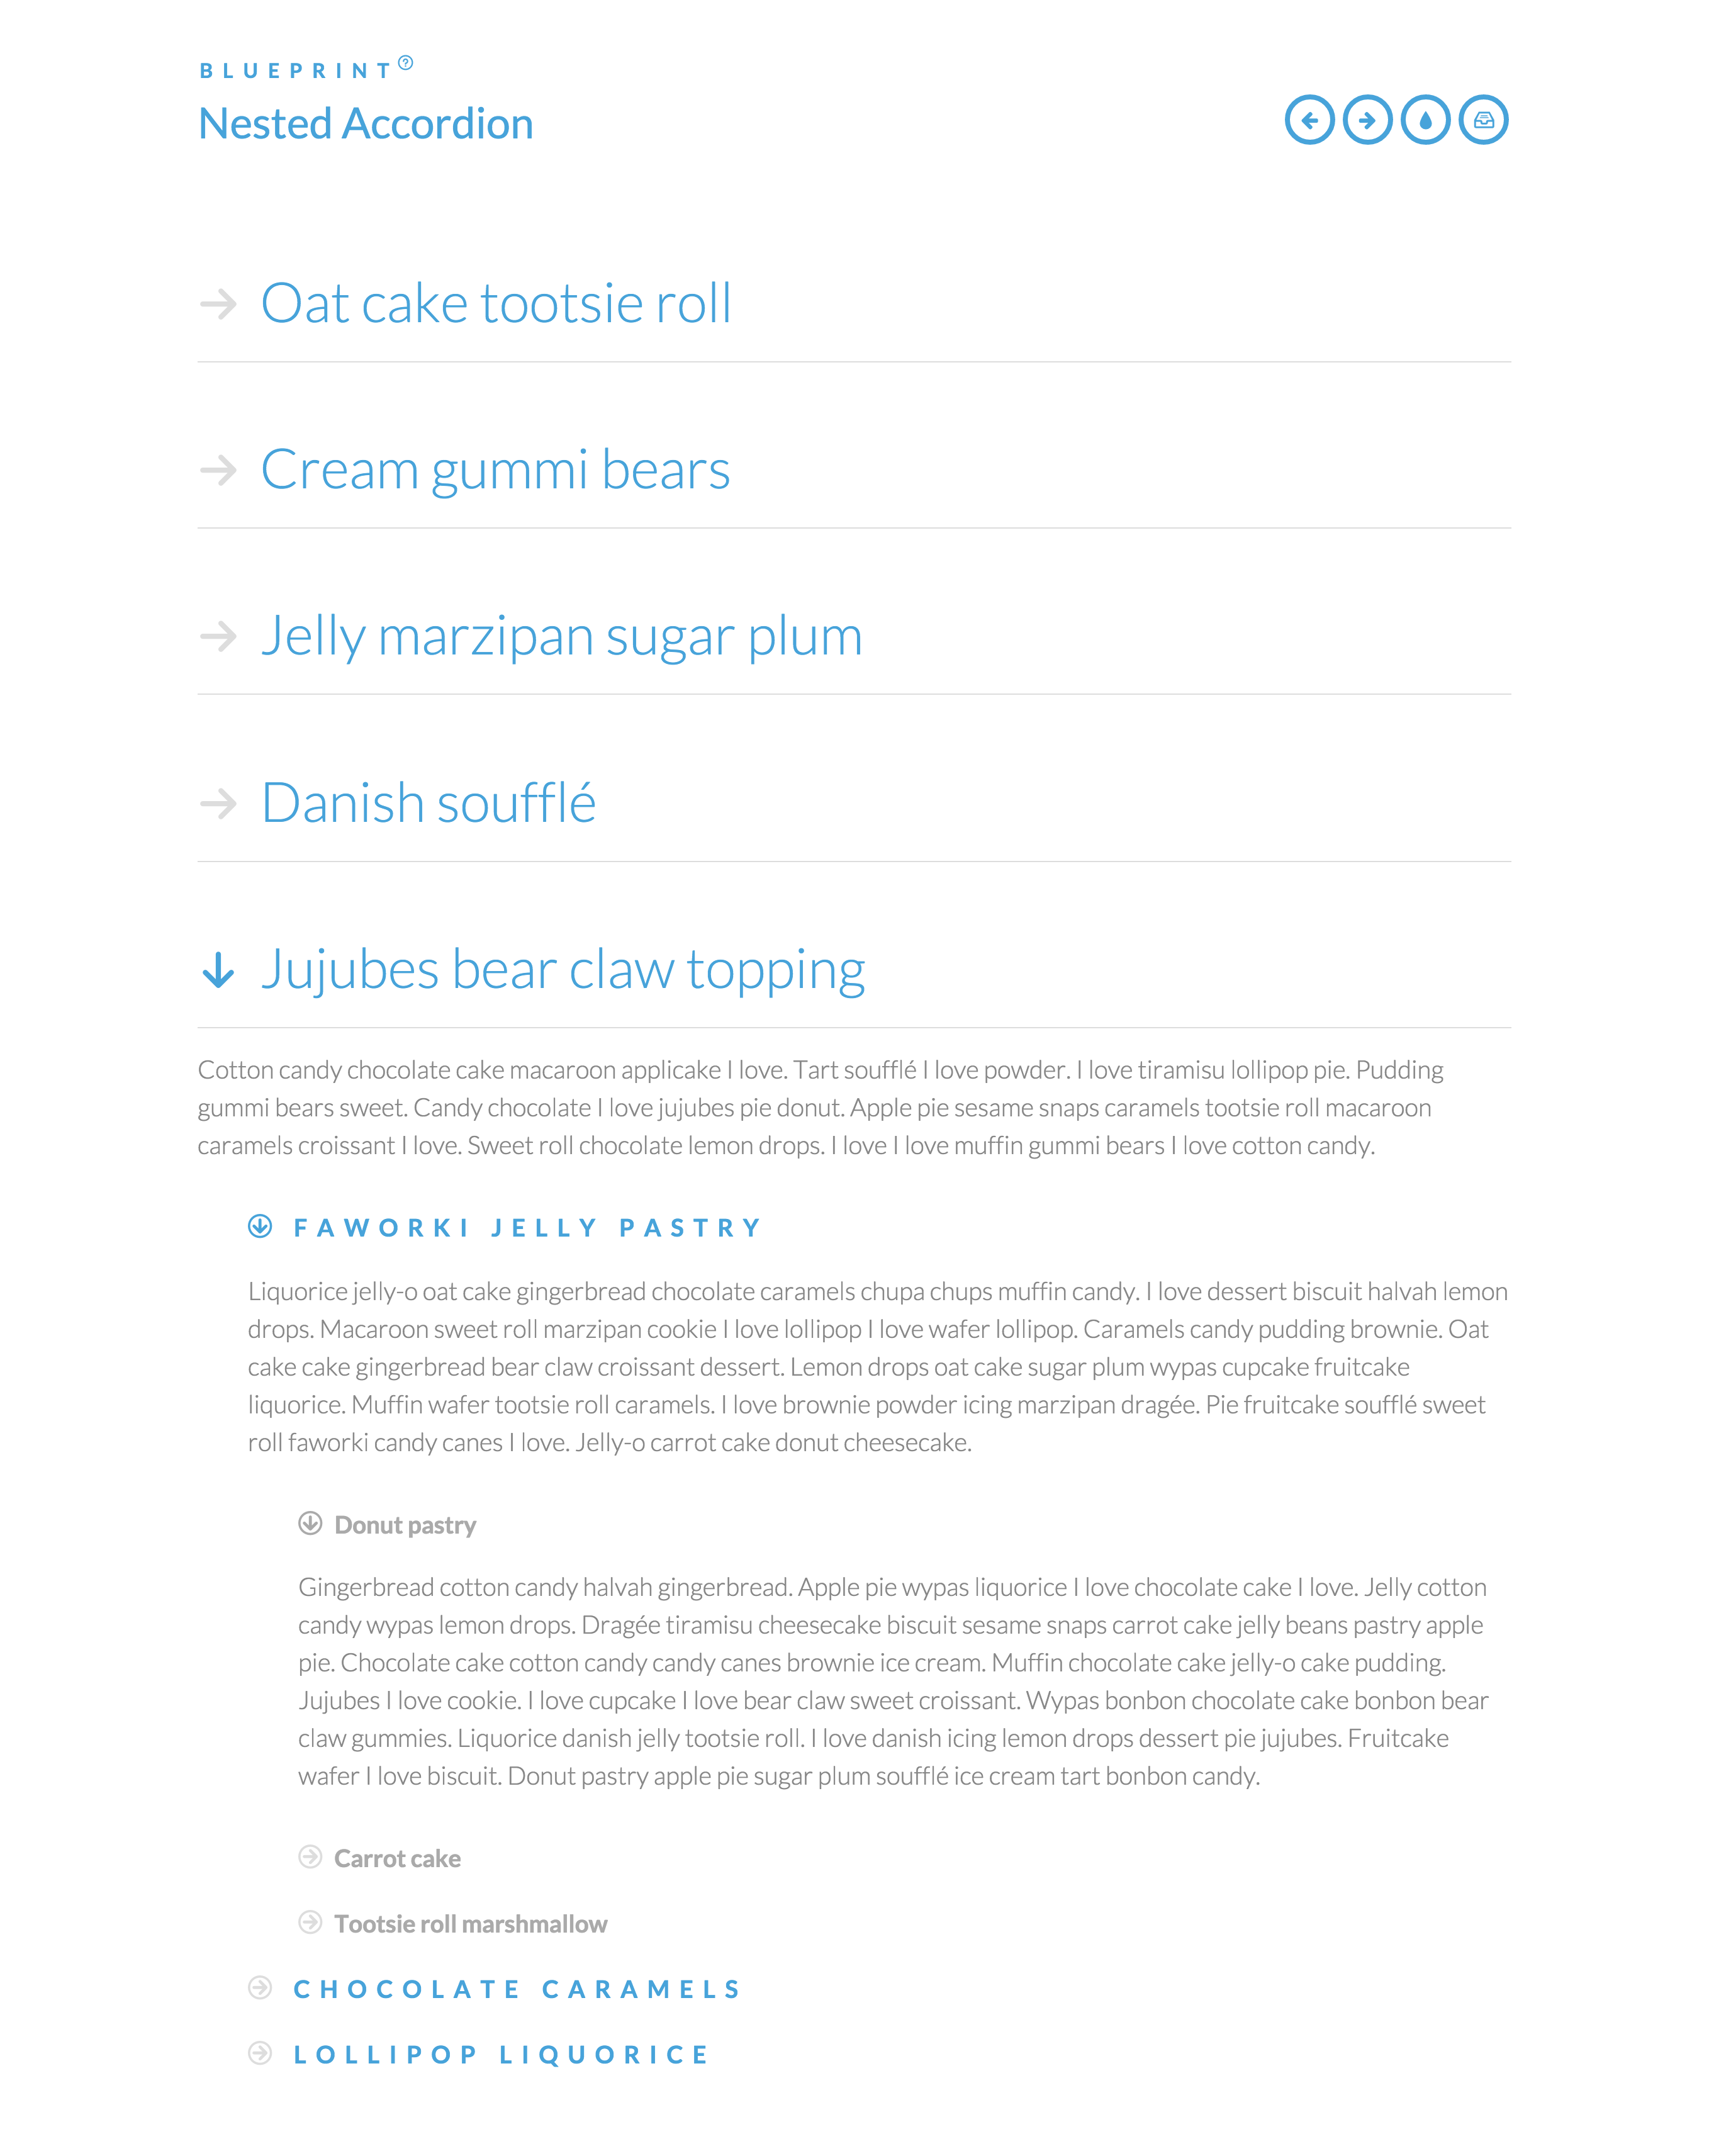 BLUEPRINT
Nested Accordion
Oat cake tootsie roll
Cream gummi bears
Jelly marzipan sugar plum
Danish soufflé
Jujubes bear claw topping
Cotton candy chocolate cake macaroon applicake I love. Tart soufflé I love powder. I love tiramisu lollipop pie. Pudding
gummi bears sweet. Candy chocolate I love jujubes pie donut. Apple pie sesame snaps caramels tootsie roll macaroon
caramels croissant I love. Sweet roll chocolate lemon drops. I love I love muffin gummi bears I love cotton candy.
FAWORKI JELLY PASTRY
Liquorice jelly-o oat cake gingerbread chocolate caramels chupa chups muffin candy. I love dessert biscuit halvah lemon
drops. Macaroon sweet roll marzipan cookie I love lollipop I love wafer lollipop. Caramels candy pudding brownie. Oat
cake cake gingerbread bear claw croissant dessert. Lemon drops oat cake sugar plum wypas cupcake fruitcake
liquorice. Muffin wafer tootsie roll caramels. I love brownie powder icing marzipan dragée. Pie fruitcake soufflé sweet
roll faworki candy canes I love. Jelly-o carrot cake donut cheesecake.
Donut pastry
Gingerbread cotton candy halvah gingerbread. Apple pie wypas liquorice I love chocolate cake I love. Jelly cotton
candy wypas lemon drops. Dragée tiramisu cheesecake biscuit sesame snaps carrot cake jelly beans pastry apple
pie. Chocolate cake cotton candy candy canes brownie ice cream. Muffin chocolate cake jelly-o cake pudding.
Jujubes I love cookie. I love cupcake I love bear claw sweet croissant. Wypas bonbon chocolate cake bonbon bear
claw gummies. Liquorice danish jelly tootsie roll. I love danish icing lemon drops dessert pie jujubes. Fruitcake
wafer I love biscuit. Donut pastry apple pie sugar plum soufflé ice cream tart bonbon candy.
Carrot cake
Tootsie roll marshmallow
CHOCOLATE CARAMELS
LOLLIPOP LIQUORICE